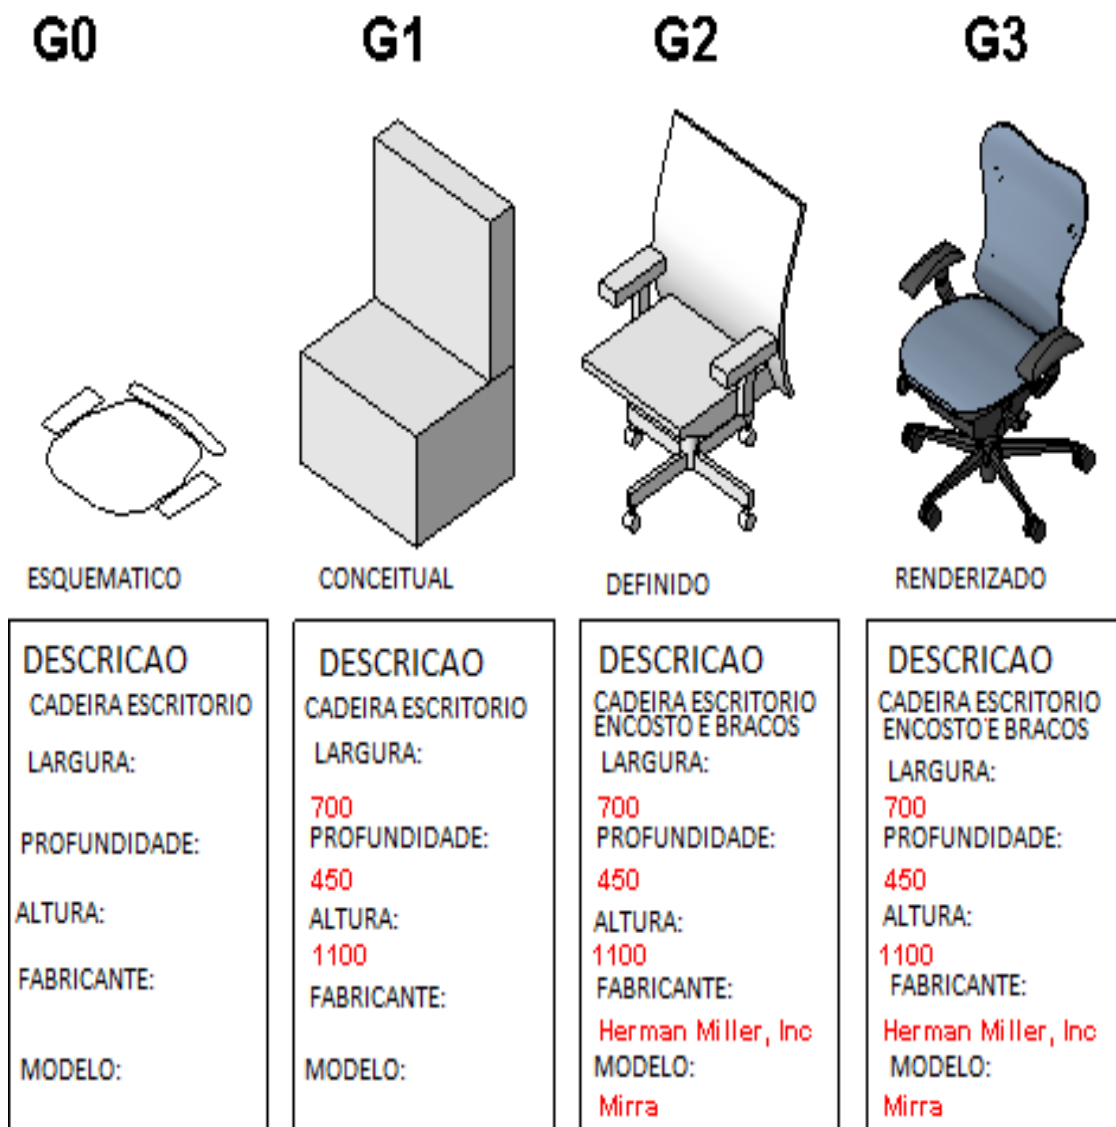 G0
G1
G2
G3
ESQUEMATICO
CONCEITUAL
DEFINIDO
RENDERIZADO
DESCRICAO
CADEIRA ESCRITORIO
LARGURA:
PROFUNDIDADE:
ALTURA:
FABRICANTE:
MODELO:
DESCRICAO
CADEIRA ESCRITORIO
LARGURA:
700
PROFUNDIDADE:
450
ALTURA:
1100
FABRICANTE:
MODELO:
DESCRICAO
CADEIRA ESCRITORIO
ENCOSTO E BRACOS
LARGURA:
700
PROFUNDIDADE:
450
ALTURA:
1100
FABRICANTE:
Herman Miller, Inc
MODELO:
Mirra
DESCRICAO
CADEIRA ESCRITORIO
ENCOSTO E BRACOS
LARGURA:
700
PROFUNDIDADE:
450
ALTURA:
1100
FABRICANTE:
Herman Miller, Inc
MODELO:
Mirra